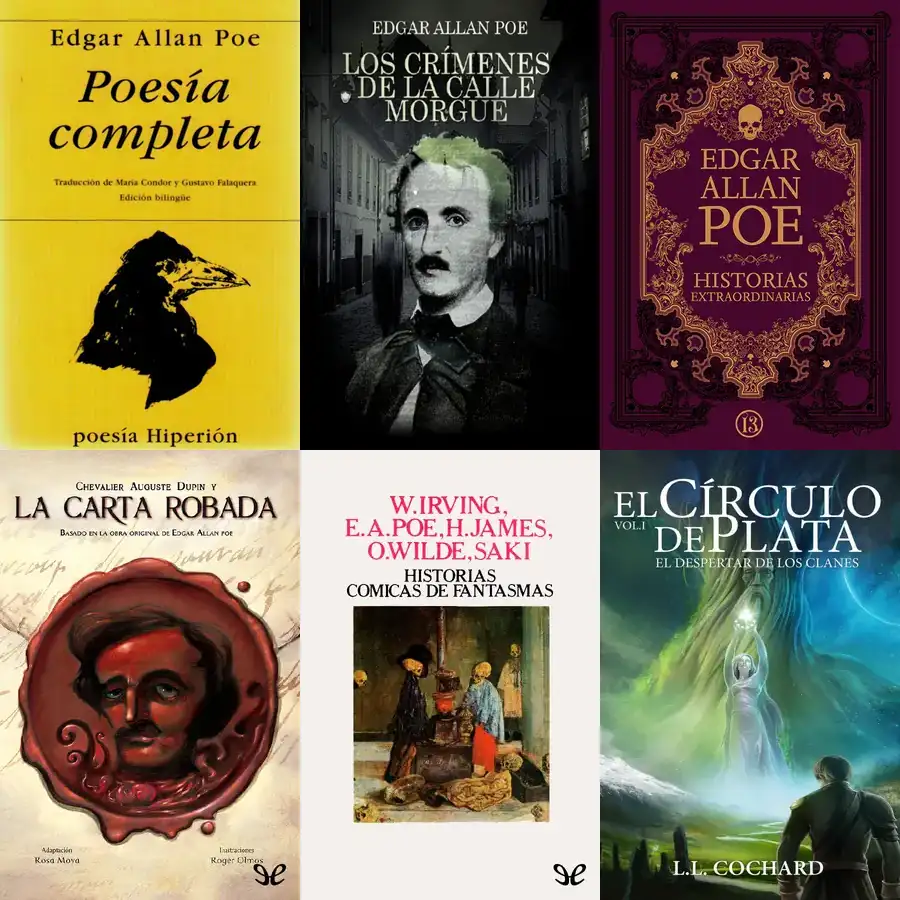 Edgar Allan Poe
Poesía
completa
Traducción de María Condor y Gustavo Falaquera
Edición bilingüe
poesía Hiperión
EDGAR ALLAN POE
LOS CRÍMENES
DE LA CALLE
MORGUE
EDGAR
ALLAN
POE
HISTORIAS
EXTRAORDINARIAS
13
CHEVALIER AUGUSTE DUPIN Y
LA CARTA ROBADA
BASADO EN LA OBRA ORIGINAL DE EDGAR ALLAN POE
Adaptación
Rosa Moya
Ilustraciones
Roger Olmos
W.IRVING,
E.A.POE,H.JAMES,
O.WILDE,SAKI
HISTORIAS
COMICAS DE FANTASMAS
EL CÍRCULO
VOL.I
DE PLATA
EL DESPERTAR DE LOS CLANES
L.L. COCHARD